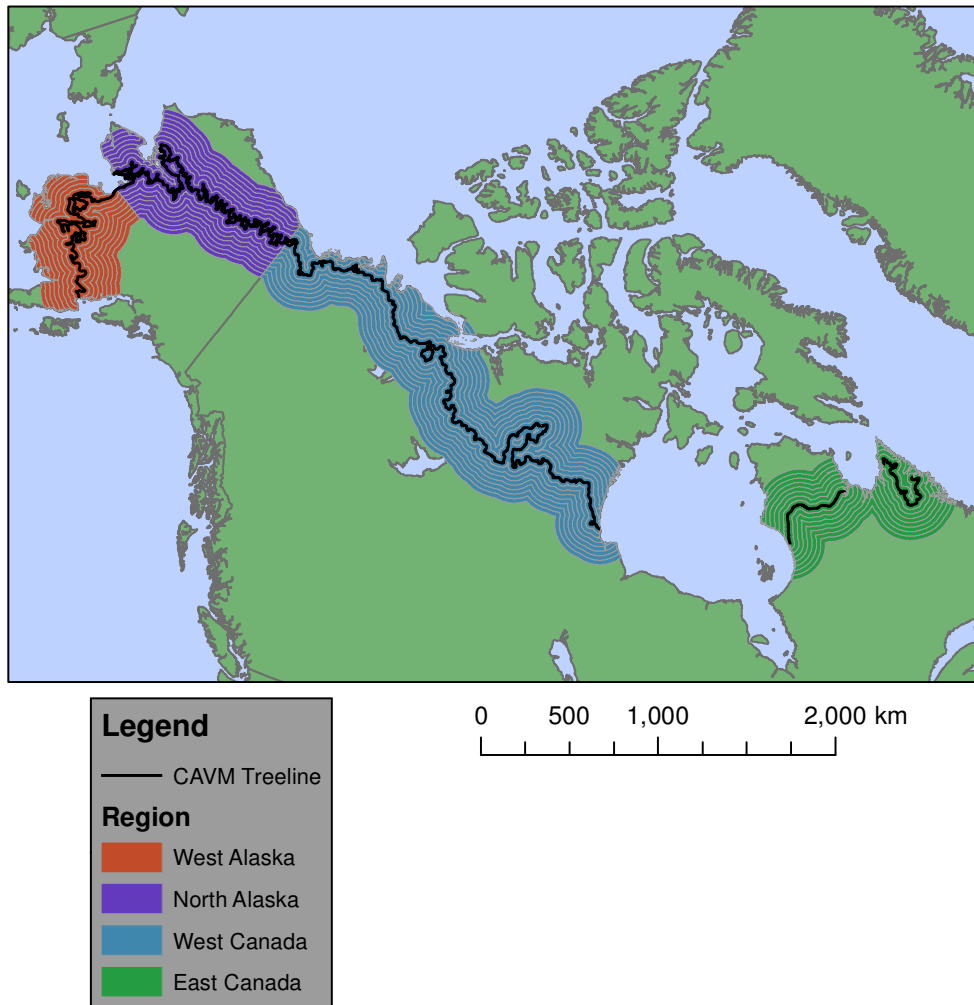 0 500 1,000 2,000 km
Legend
CAVM Treeline
Region
West Alaska
North Alaska
West Canada
East Canada